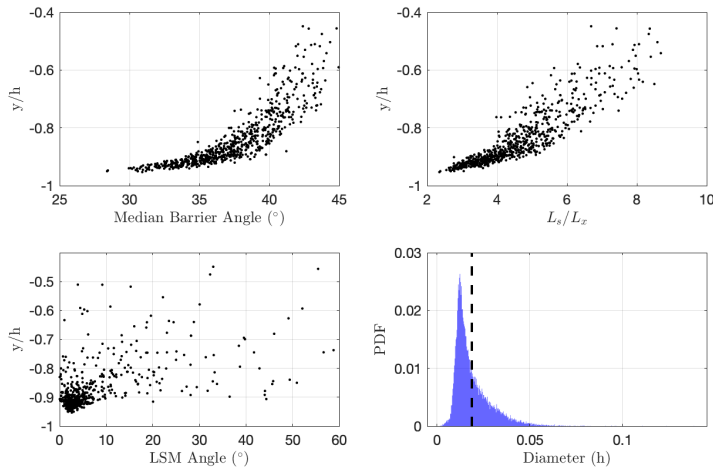 -0.4
-0.6
-0.8
-1
y/h
25 30 35 40 45
Median Barrier Angle (°)
-0.4
-0.6
-0.8
-1
y/h
2 4 6 8 10
L_s/L_x
-0.5
-0.6
-0.7
-0.8
-0.9
-1
y/h
0 10 20 30 40 50 60
LSM Angle (°)
0.03
0.02
0.01
0
PDF
0 0.05 0.1
Diameter (h)